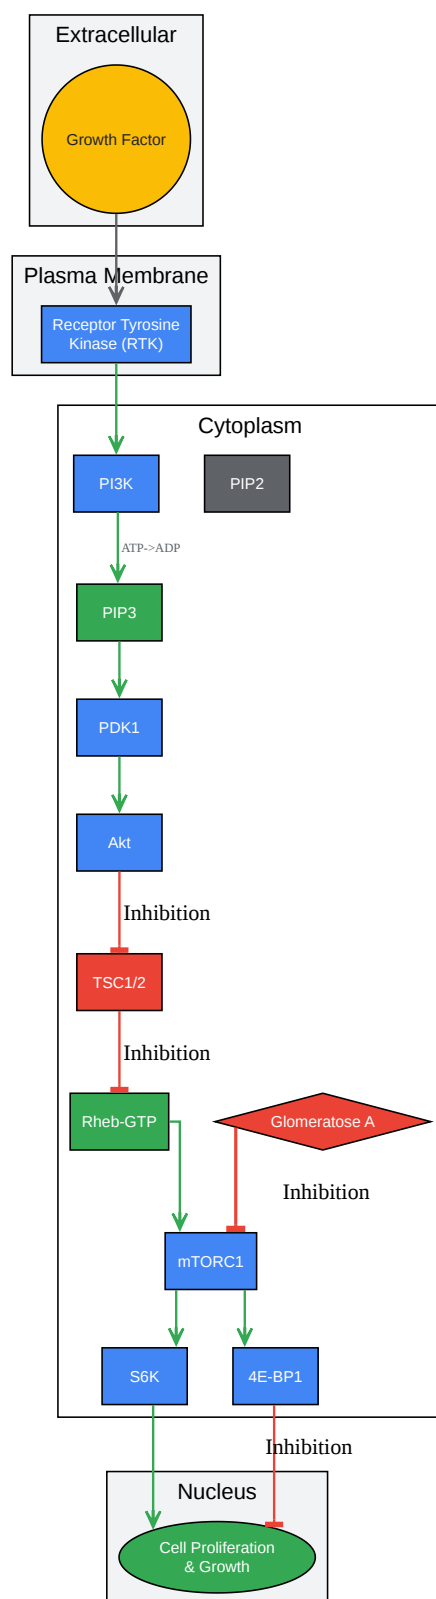 Extracellular
Growth Factor
Plasma Membrane
Receptor Tyrosine
Kinase (RTK)
Cytoplasm
PI3K
PIP2
ATP->ADP
PIP3
PDK1
Akt
Inhibition
TSC1/2
Inhibition
Rheb-GTP
Glomeratose A
Inhibition
mTORC1
S6K
4E-BP1
Inhibition
Nucleus
Cell Proliferation
& Growth